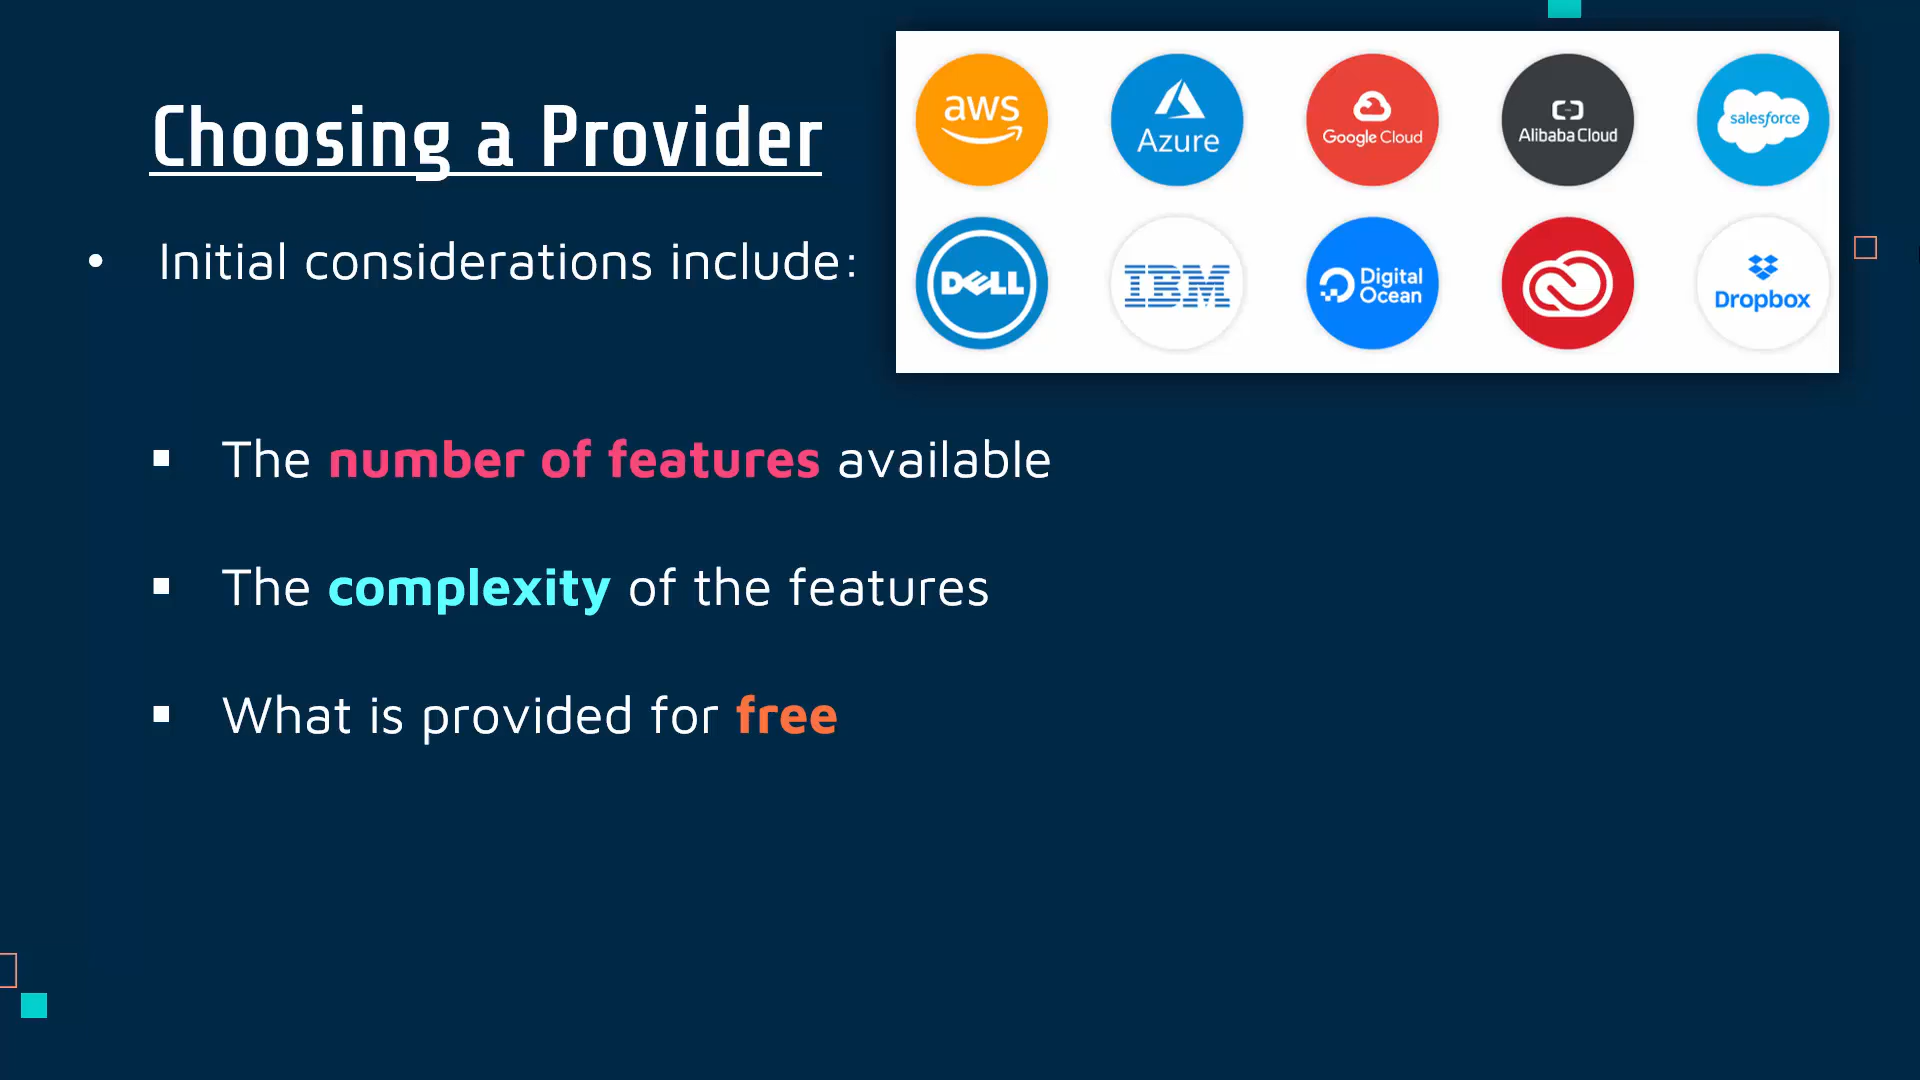 Choosing a Provider
• Initial considerations include:
aws
Azure
Google Cloud
Alibaba Cloud
salesforce
DELL
IBM
Digital
Ocean
Dropbox
▪ The number of features available
▪ The complexity of the features
▪ What is provided for free